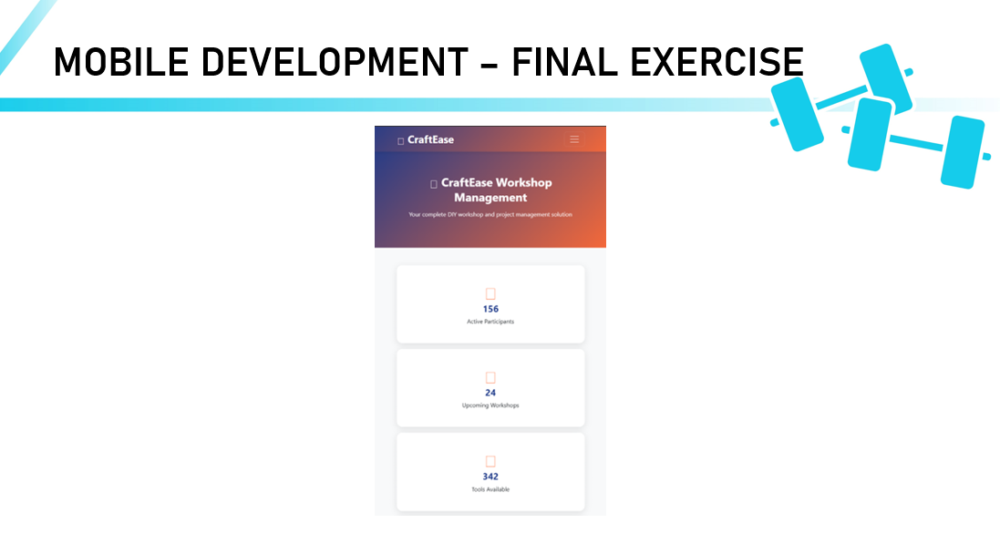 MOBILE DEVELOPMENT – FINAL EXERCISE
CraftEase
CraftEase Workshop
Management
Your complete DIY workshop and project management solution
156
Active Participants
24
Upcoming Workshops
342
Tools Available